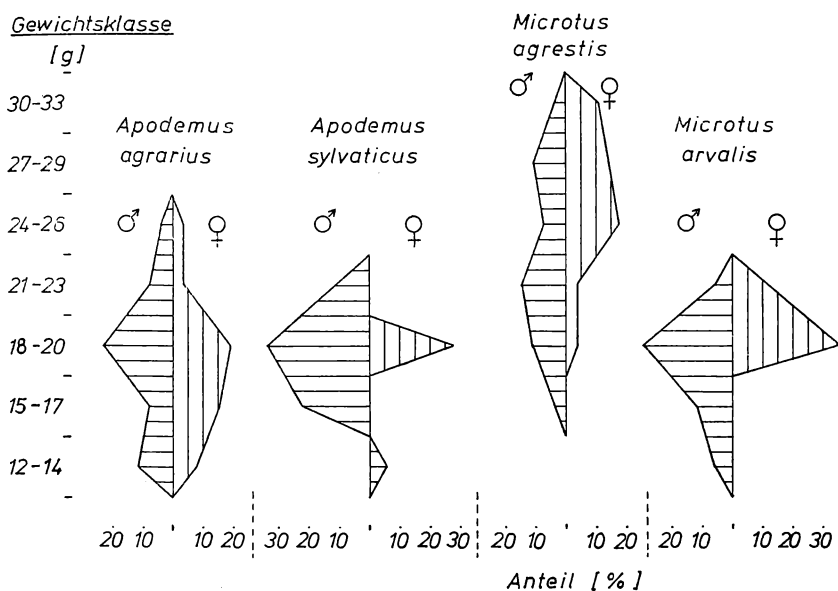 Gewichtsklasse
[g]
30-33
27-29
24-26
21-23
18-20
15-17
12-14
Apodemus
agrarius
♂ ♀
Apodemus
sylvaticus
♂ ♀
Microtus
agrestis
♂ ♀
Microtus
arvalis
♂ ♀
20 10 10 20 30 20 10 10 20 30 20 10 10 20 20 10 10 20 30
Anteil [%]